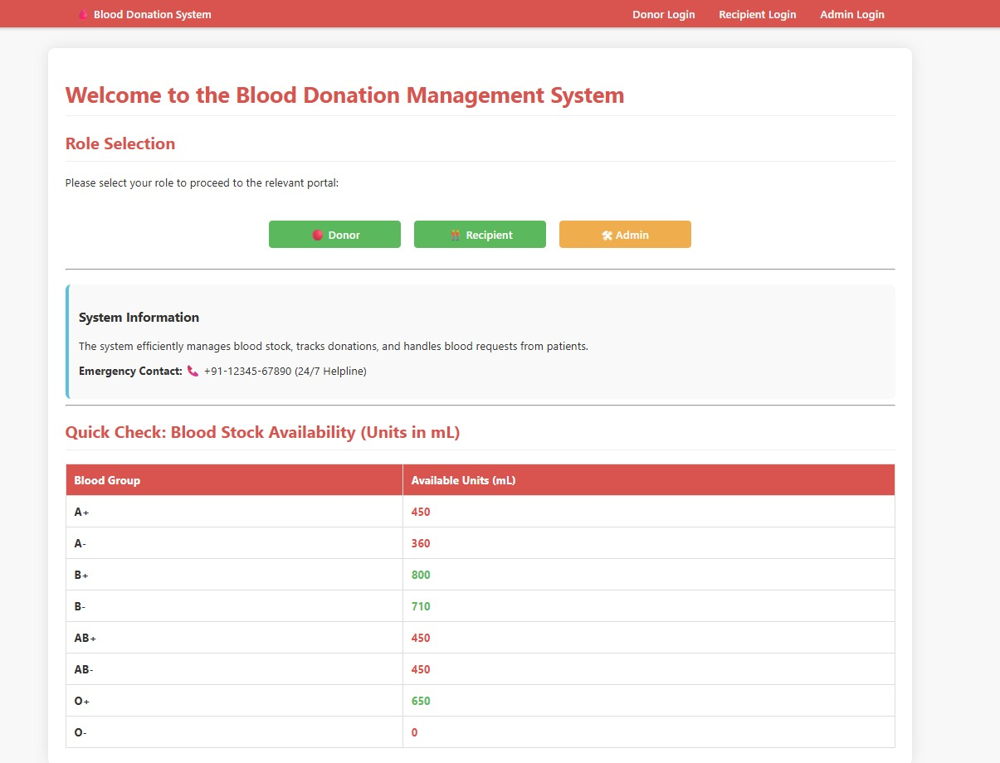 Blood Donation System Donor Login Recipient Login Admin Login
Welcome to the Blood Donation Management System
Role Selection
Please select your role to proceed to the relevant portal:
Donor Recipient Admin
System Information
The system efficiently manages blood stock, tracks donations, and handles blood requests from patients.
Emergency Contact: +91-12345-67890 (24/7 Helpline)
Quick Check: Blood Stock Availability (Units in mL)
Blood Group Available Units (mL)
A+ 450
A- 360
B+ 800
B- 710
AB+ 450
AB- 450
O+ 650
O- 0